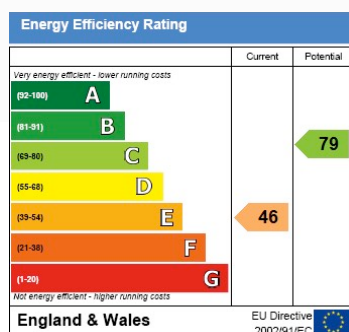 Energy Efficiency Rating
Current Potential
Very energy efficient - lower running costs
(92-100) A
(81-91) B
(69-80) C
79
(55-68) D
(39-54) E
46
(21-38) F
(1-20) G
Not energy efficient - higher running costs
England & Wales
EU Directive
2002/91/EC